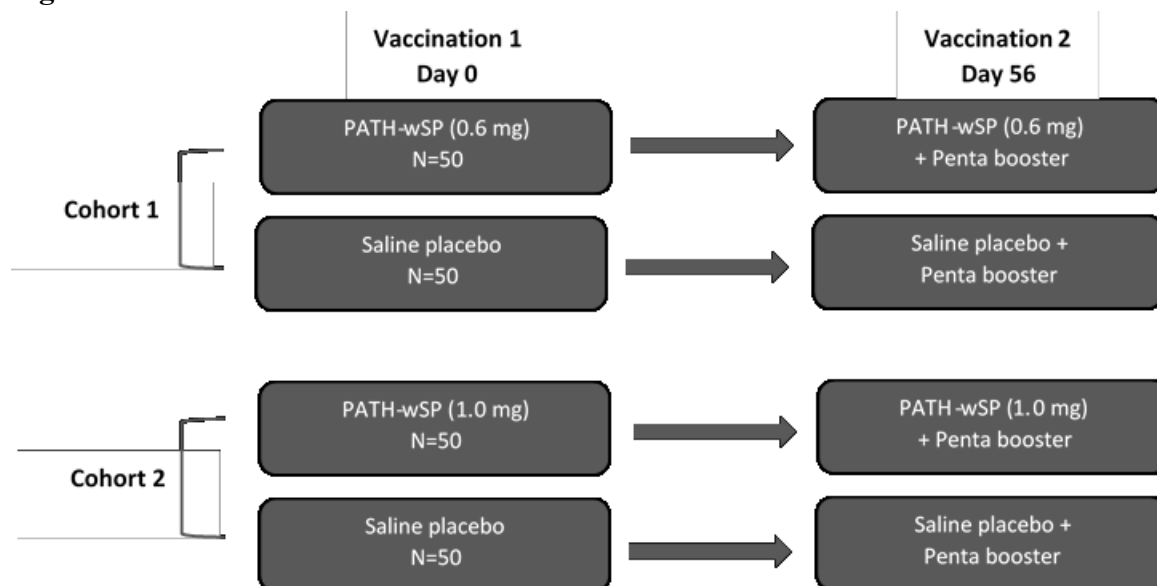 g
Vaccination 1
Day 0
Vaccination 2
Day 56
Cohort 1
PATH-wSP (0.6 mg)
N=50
PATH-wSP (0.6 mg)
+ Penta booster
Saline placebo
N=50
Saline placebo +
Penta booster
Cohort 2
PATH-wSP (1.0 mg)
N=50
PATH-wSP (1.0 mg)
+ Penta booster
Saline placebo
N=50
Saline placebo +
Penta booster